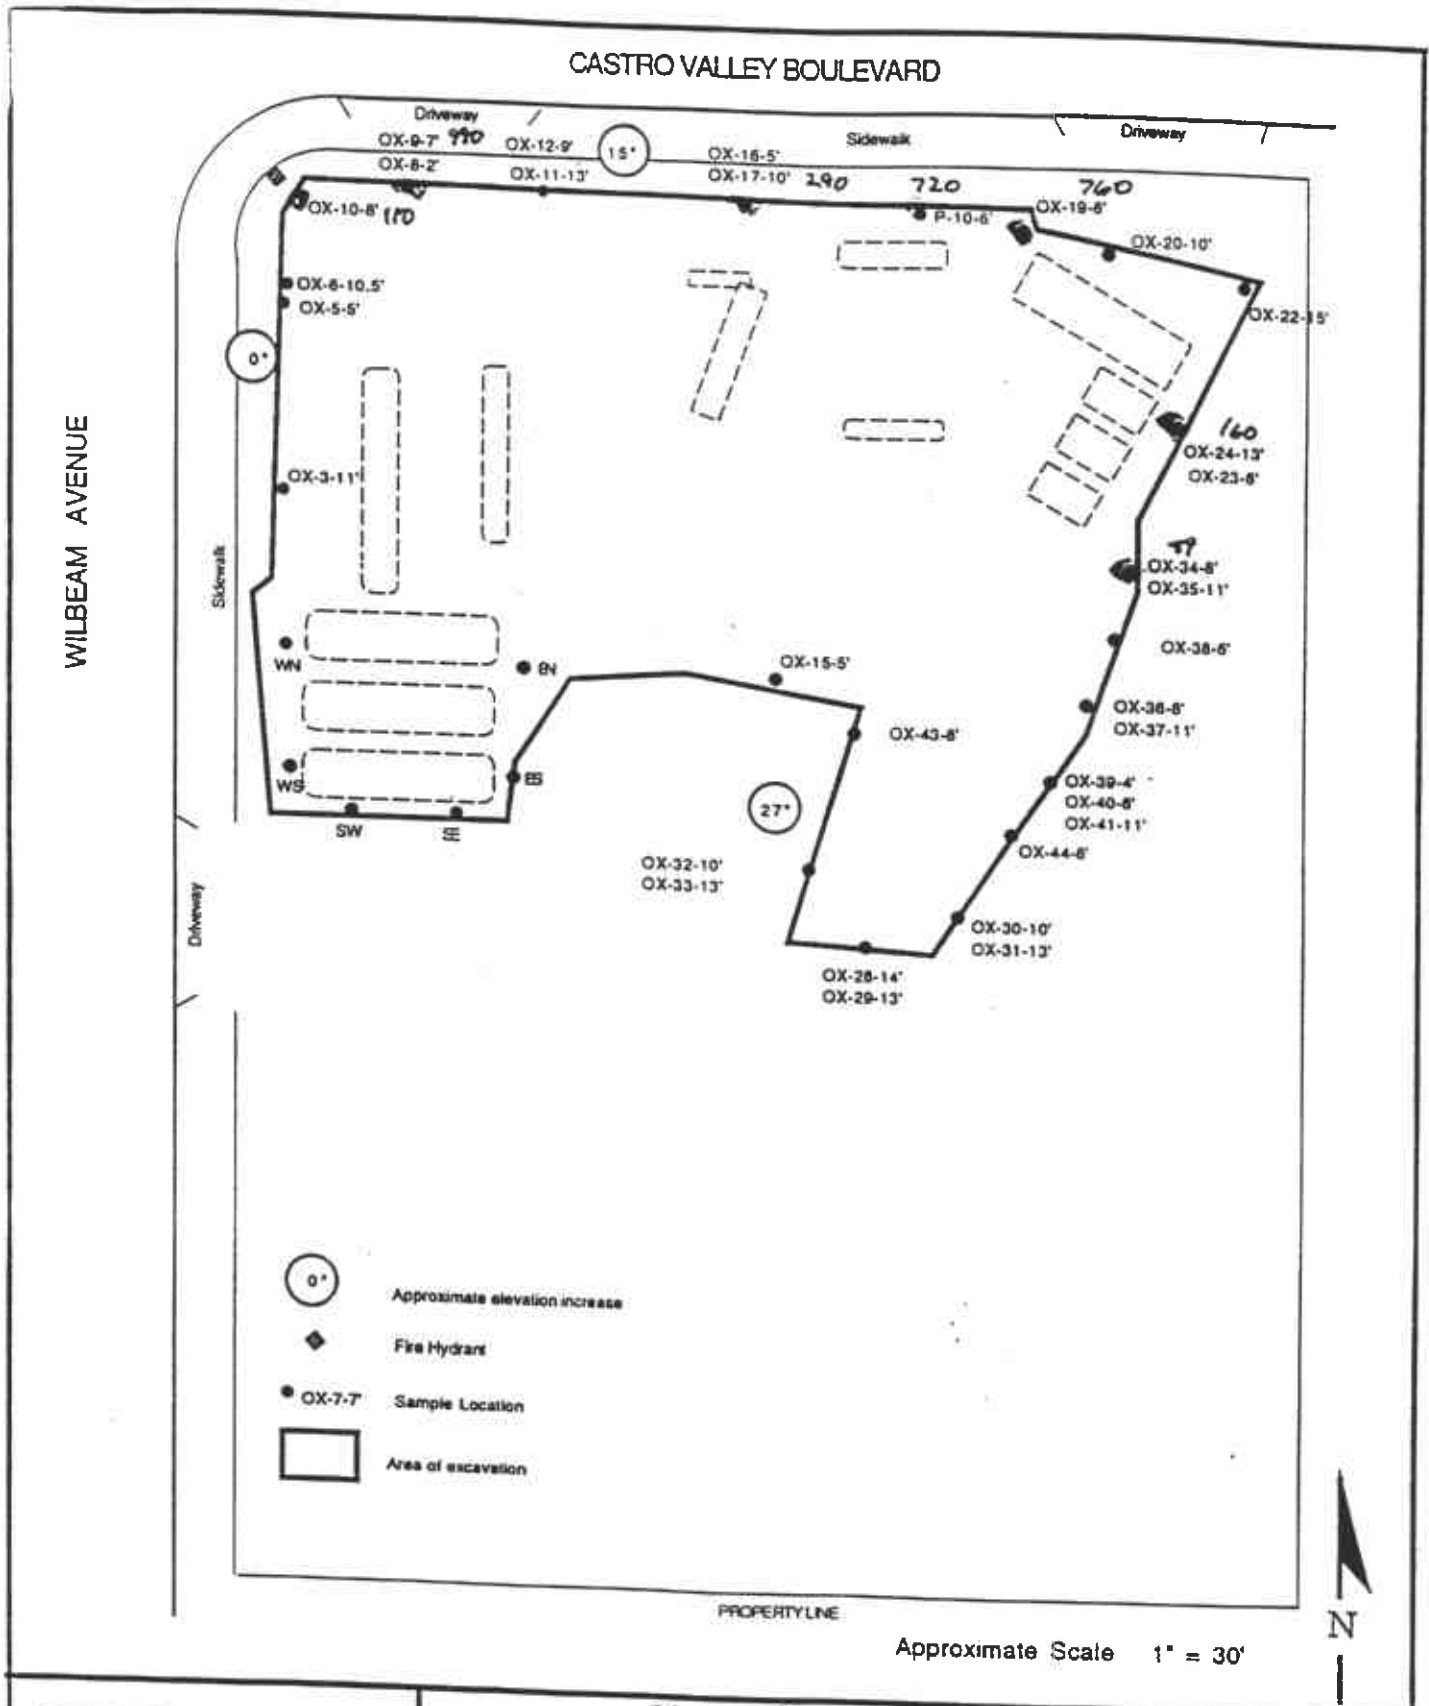 CASTRO VALLEY BOULEVARD
Driveway
Sidewalk
Driveway
OX-9-7' 990
OX-12-9'
15"
OX-8-2'
OX-11-13'
OX-16-5'
OX-17-10' 290
720
760
OX-10-8'
P-10-6'
OX-19-6'
OX-20-10'
OX-6-10.5'
OX-5-5'
OX-22-15'
0"
WILBEAM AVENUE
160
OX-24-13'
OX-23-6'
OX-3-11'
Sidewalk
OX-34-8'
OX-35-11'
WN
EN
OX-15-5'
OX-38-6'
OX-36-8'
OX-37-11'
OX-43-8'
WS
ES
27"
OX-39-4'
OX-40-8'
OX-41-11'
SW
SE
OX-44-6'
OX-32-10'
OX-33-13'
Driveway
OX-30-10'
OX-31-13'
OX-28-14'
OX-29-13'
0" Approximate elevation increase
Fire Hydrant
OX-7-7' Sample Location
Area of excavation
PROPERTY LINE
Approximate Scale 1" = 30'
N